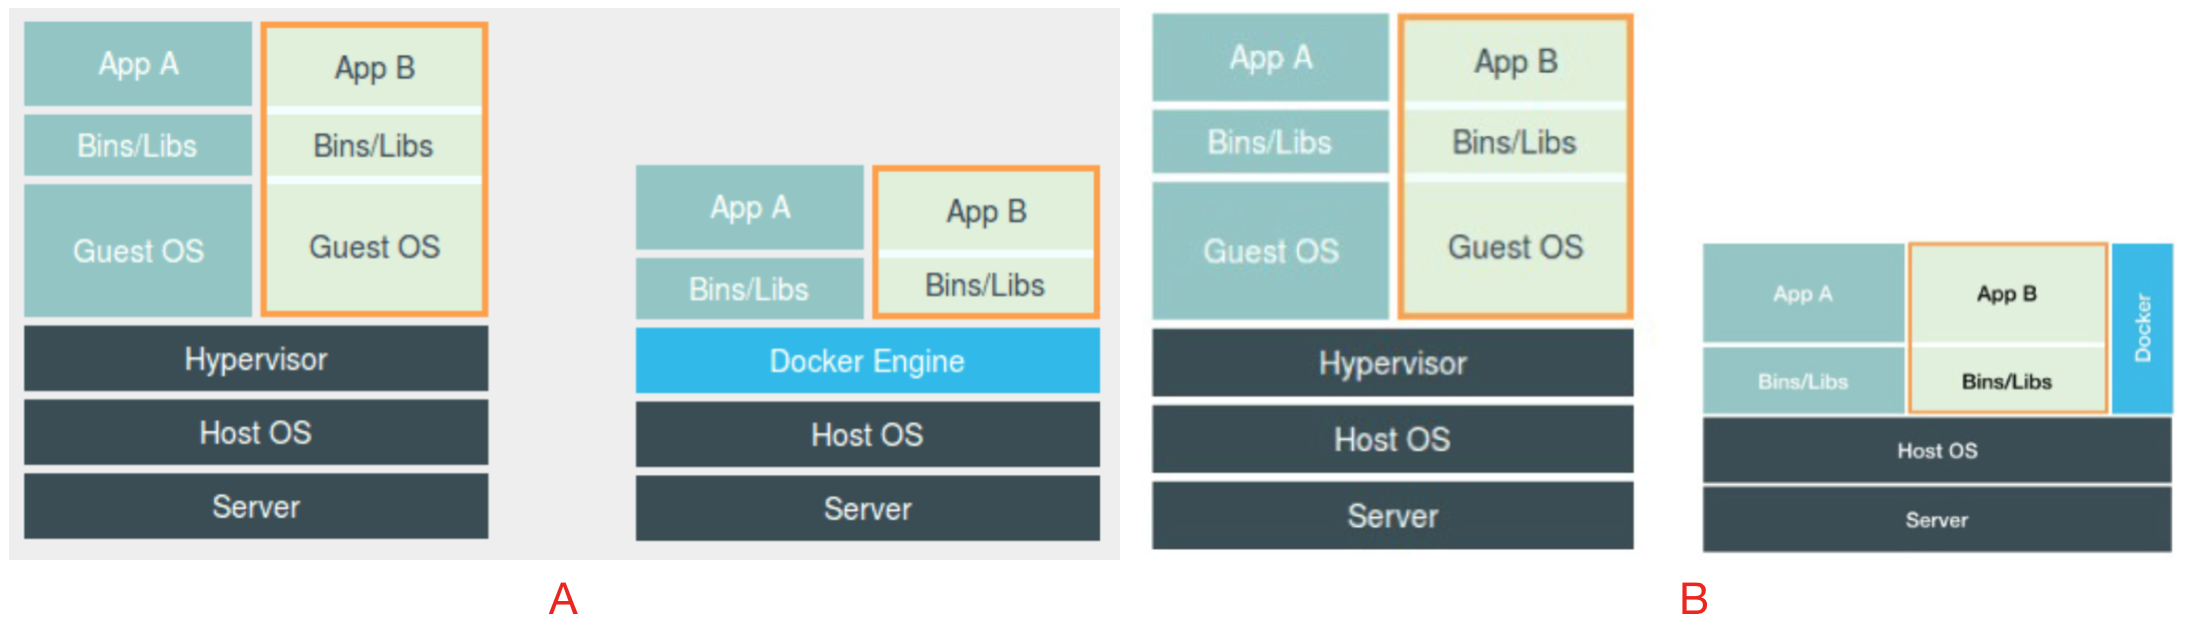 App A
App B
Bins/Libs
Bins/Libs
Guest OS
Guest OS
Hypervisor
Host OS
Server
App A
App B
Bins/Libs
Bins/Libs
Docker Engine
Host OS
Server
A
App A
App B
Bins/Libs
Bins/Libs
Guest OS
Guest OS
Hypervisor
Host OS
Server
App A
App B
Docker
Bins/Libs
Bins/Libs
Host OS
Server
B